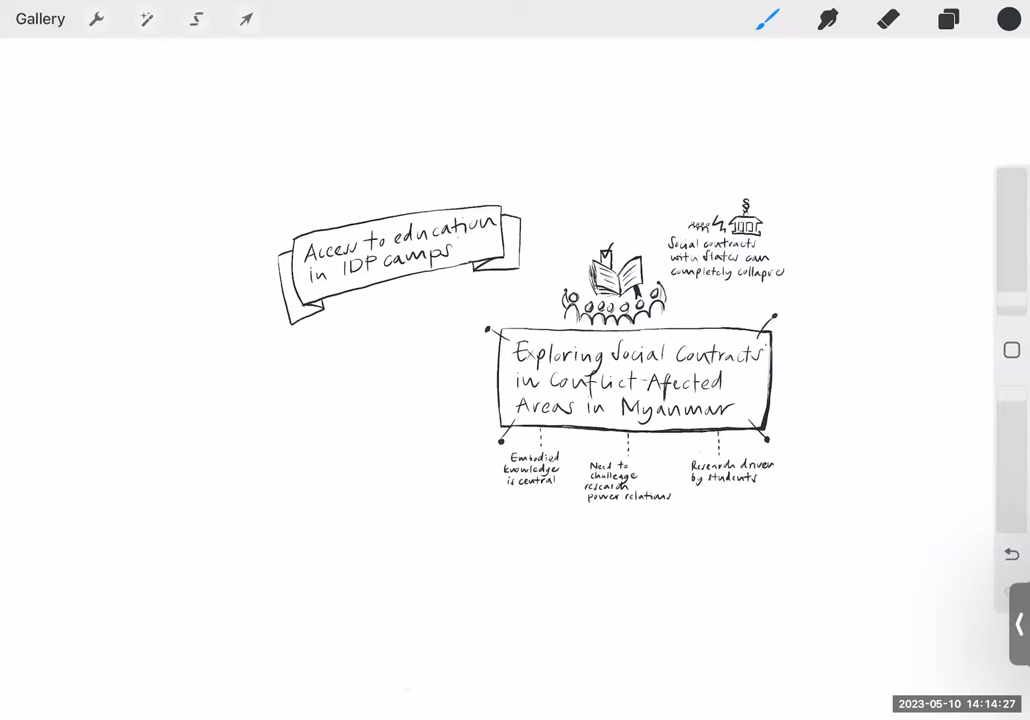 Gallery
Access to education
in IDP camps
Social contracts
with States can
completely collapse
Exploring Social Contracts
in Conflict-Affected
Areas in Myanmar
Embodied
knowledge
is central
Need to
challenge
research
power relations
Research driven
by students
2023-05-10 14:14:27